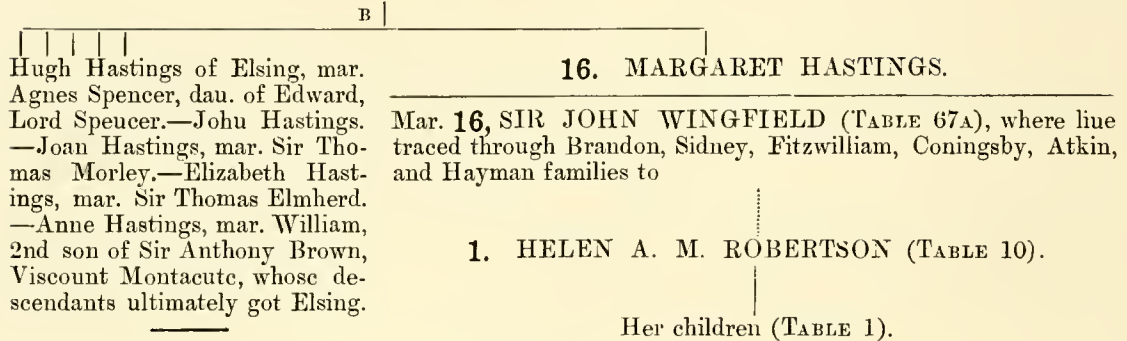 B
Hugh Hastings of Elsing, mar.
Agnes Spencer, dau. of Edward,
Lord Speucer.—Johu Hastings.
—Joan Hastings, mar. Sir Tho-
mas Morley.—Elizabeth Hast-
ings, mar. Sir Thomas Elmherd.
—Anne Hastings, mar. William,
2nd son of Sir Anthony Brown,
Viscount Montacute, whose de-
scendants ultimately got Elsing.
16. MARGARET HASTINGS.
Mar. 16, SIR JOHN WINGFIELD (TABLE 67A), where liue
traced through Brandon, Sidney, Fitzwilliam, Coningsby, Atkin,
and Hayman families to
1. HELEN A. M. ROBERTSON (TABLE 10).
Her children (TABLE 1).